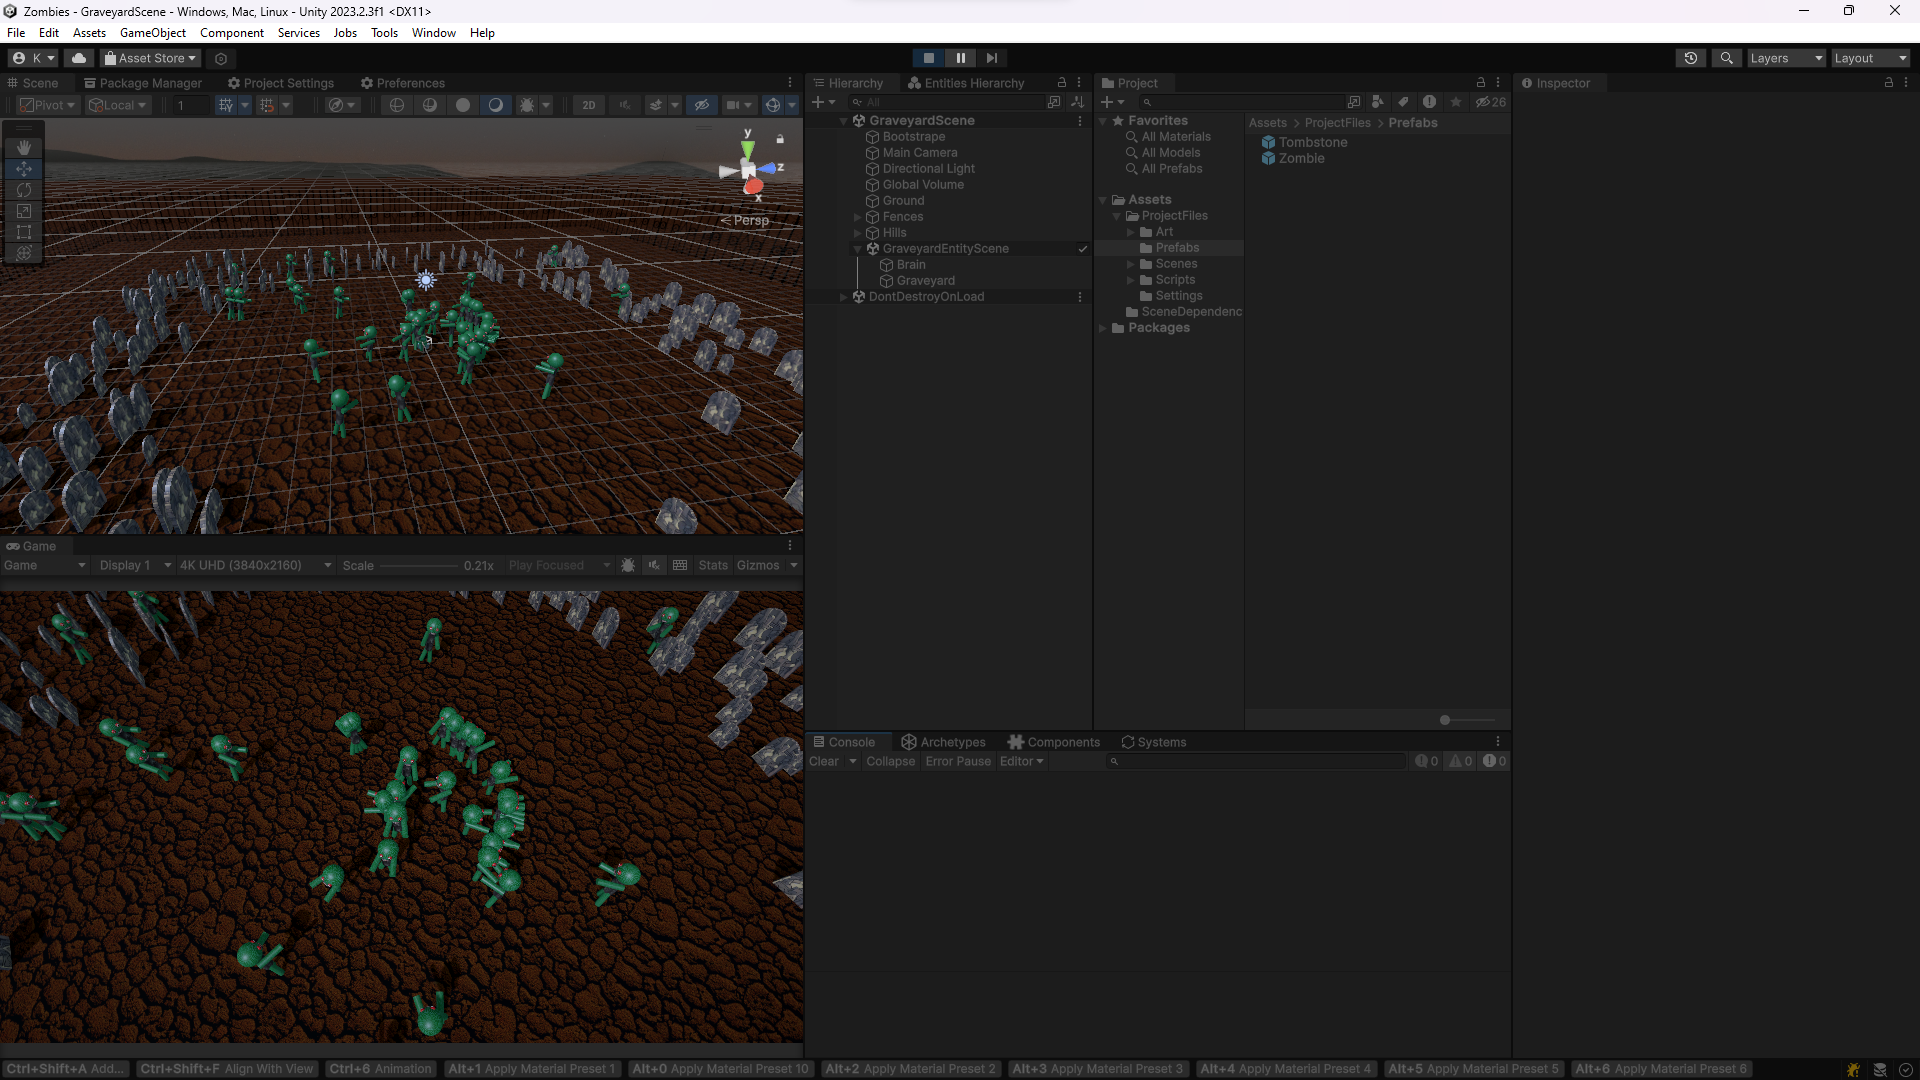 Zombies - GraveyardScene - Windows, Mac, Linux - Unity 2023.2.3f1 <DX11>
File Edit Assets GameObject Component Services Jobs Tools Window Help
K Asset Store Layers Layout
Scene Package Manager Project Settings Preferences
Pivot Local 1 2D
y
z
x
Persp
Game
Game Display 1 4K UHD (3840x2160) Scale 0.21x Play Focused Stats Gizmos
Hierarchy Entities Hierarchy
All
GraveyardScene
Bootstrape
Main Camera
Directional Light
Global Volume
Ground
Fences
Hills
GraveyardEntityScene
Brain
Graveyard
DontDestroyOnLoad
Project
26
Favorites
All Materials
All Models
All Prefabs
Assets
ProjectFiles
Art
Prefabs
Scenes
Scripts
Settings
SceneDependenc
Packages
Assets > ProjectFiles > Prefabs
Tombstone
Zombie
Inspector
Console Archetypes Components Systems
Clear Collapse Error Pause Editor 0 0 0
Ctrl+Shift+A Add... Ctrl+Shift+F Align With View Ctrl+6 Animation Alt+1 Apply Material Preset 1 Alt+0 Apply Material Preset 10 Alt+2 Apply Material Preset 2 Alt+3 Apply Material Preset 3 Alt+4 Apply Material Preset 4 Alt+5 Apply Material Preset 5 Alt+6 Apply Material Preset 6